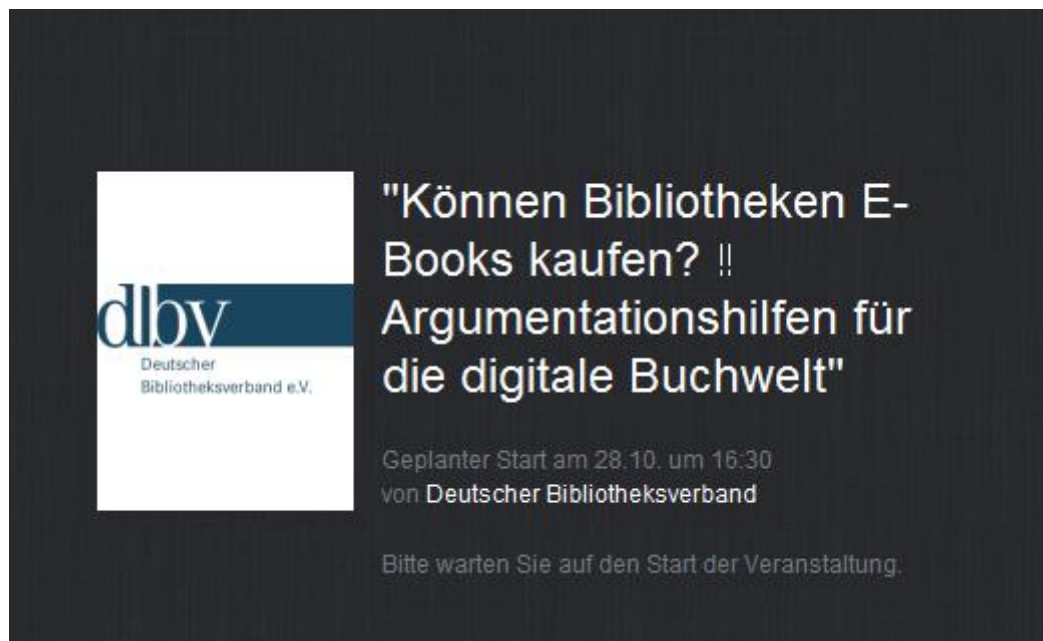 dbv
Deutscher
Bibliotheksverband e.V.
"Können Bibliotheken E-
Books kaufen? ‼
Argumentationshilfen für
die digitale Buchwelt"
Geplanter Start am 28.10. um 16:30
von Deutscher Bibliotheksverband
Bitte warten Sie auf den Start der Veranstaltung.